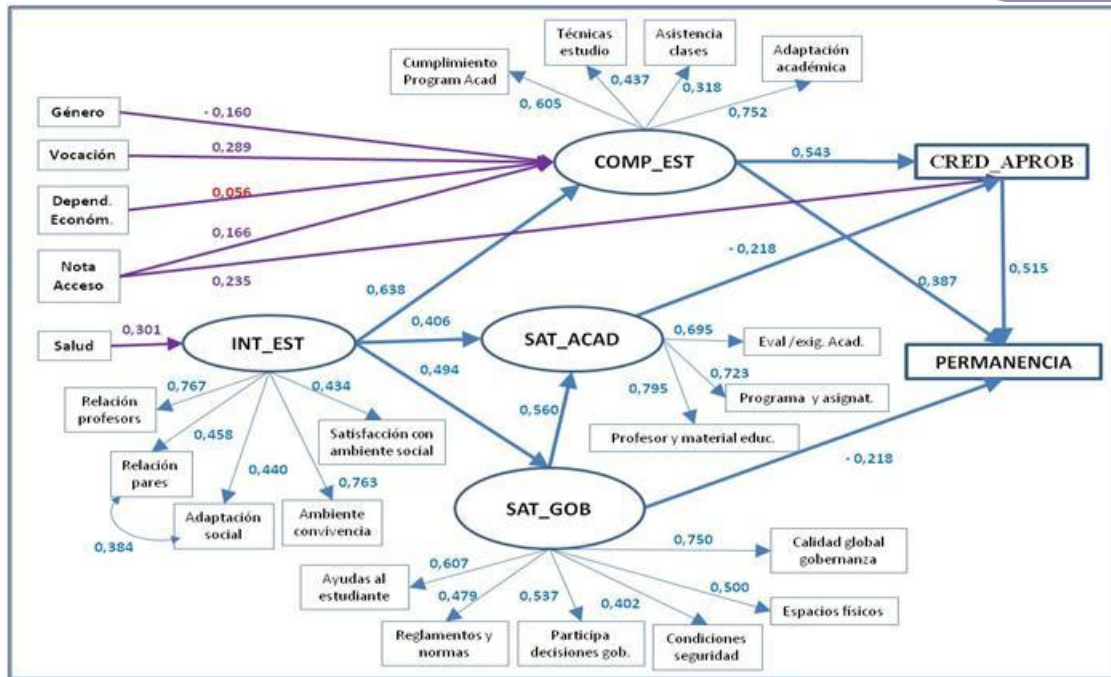 Técnicas
estudio
Asistencia
clases
Cumplimiento
Program Acad
Adaptación
académica
0,437
0,318
0, 605
0,752
Género
- 0,160
Vocación
0,289
COMP_EST
0,543
CRED_APROB
Depend.
Económ.
0,056
0,166
Nota
Acceso
0,235
- 0,218
0,638
0,387
0,515
Salud
0,301
INT_EST
0,406
SAT_ACAD
0,695
Eval /exig. Acad.
PERMANENCIA
0,494
0,723
0,795
Programa y asignat.
0,767
0,434
Relación
profesors
0,560
0,458
Satisfacción con
ambiente social
Profesor y material educ.
Relación
pares
0,440
0,763
- 0,218
Adaptación
social
Ambiente
convivencia
SAT_GOB
0,384
0,750
Calidad global
gobernanza
0,607
Ayudas al
estudiante
0,479
0,537
0,402
0,500
Espacios físicos
Reglamentos y
normas
Participa
decisiones gob.
Condiciones
seguridad